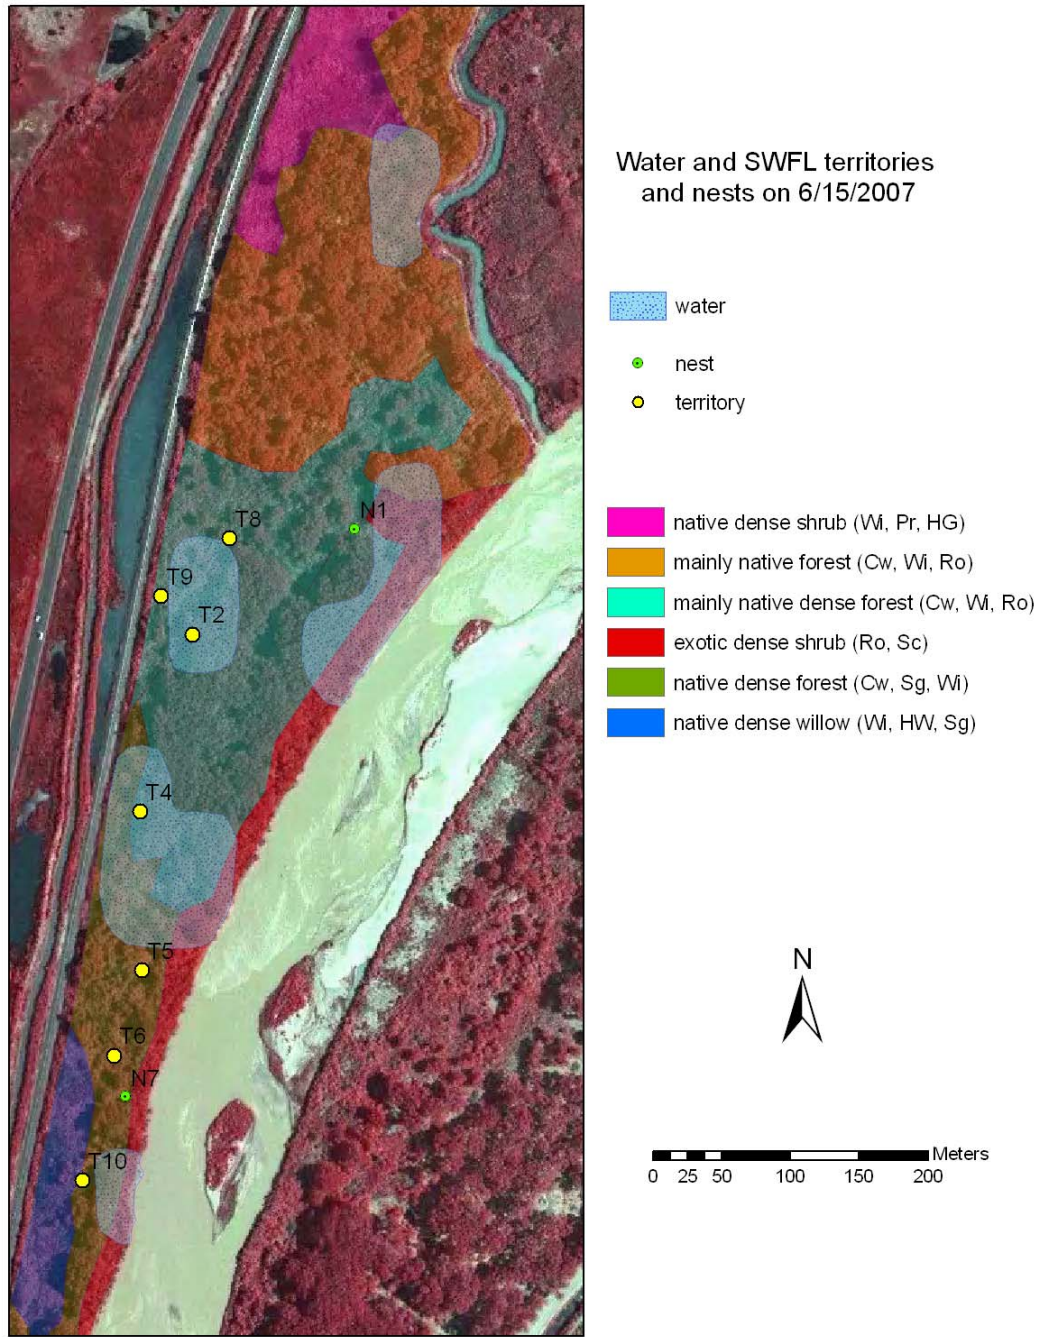 Water and SWFL territories
and nests on 6/15/2007
water
nest
territory
native dense shrub (Wi, Pr, HG)
mainly native forest (Cw, Wi, Ro)
mainly native dense forest (Cw, Wi, Ro)
exotic dense shrub (Ro, Sc)
native dense forest (Cw, Sg, Wi)
native dense willow (Wi, HW, Sg)
N1
T8
T9
T2
T4
T5
T6
N7
T10
N
Meters
0 25 50 100 150 200